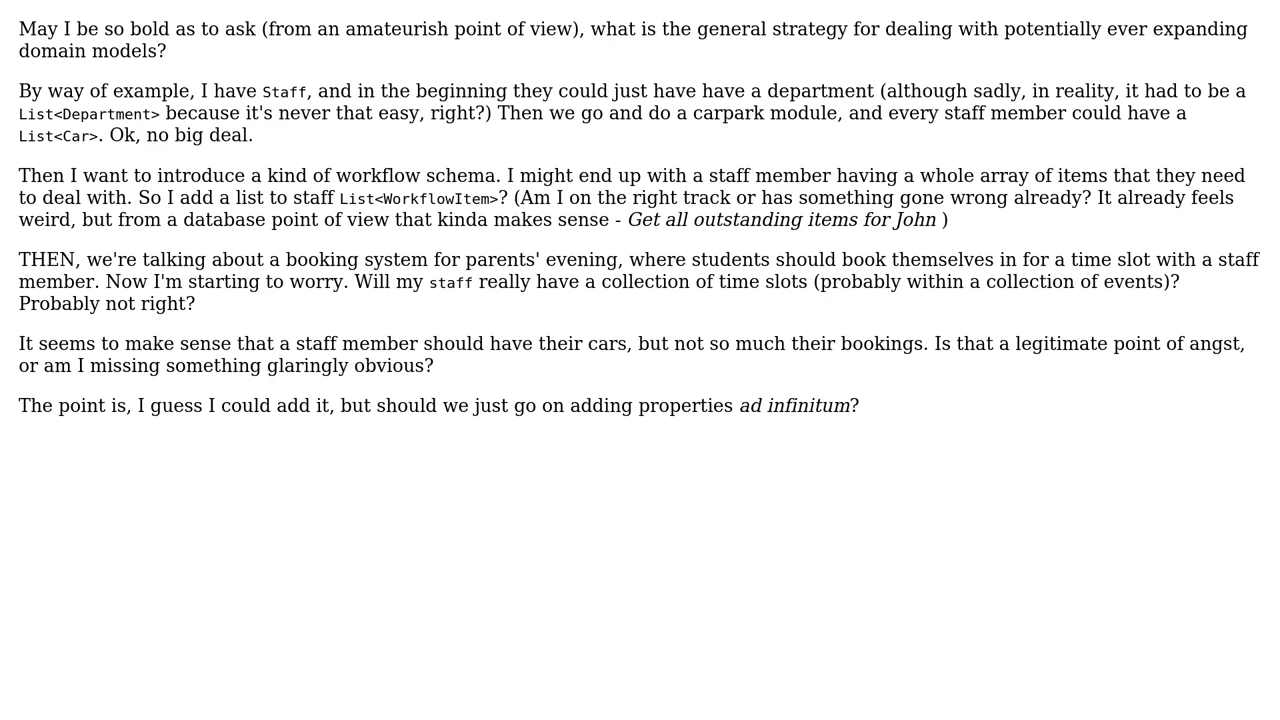 May I be so bold as to ask (from an amateurish point of view), what is the general strategy for dealing with potentially ever expanding
domain models?
By way of example, I have Staff, and in the beginning they could just have have a department (although sadly, in reality, it had to be a
List<Department> because it's never that easy, right?) Then we go and do a carpark module, and every staff member could have a
List<Car>. Ok, no big deal.
Then I want to introduce a kind of workflow schema. I might end up with a staff member having a whole array of items that they need
to deal with. So I add a list to staff List<WorkflowItem>? (Am I on the right track or has something gone wrong already? It already feels
weird, but from a database point of view that kinda makes sense - Get all outstanding items for John )
THEN, we're talking about a booking system for parents' evening, where students should book themselves in for a time slot with a staff
member. Now I'm starting to worry. Will my staff really have a collection of time slots (probably within a collection of events)?
Probably not right?
It seems to make sense that a staff member should have their cars, but not so much their bookings. Is that a legitimate point of angst,
or am I missing something glaringly obvious?
The point is, I guess I could add it, but should we just go on adding properties ad infinitum?